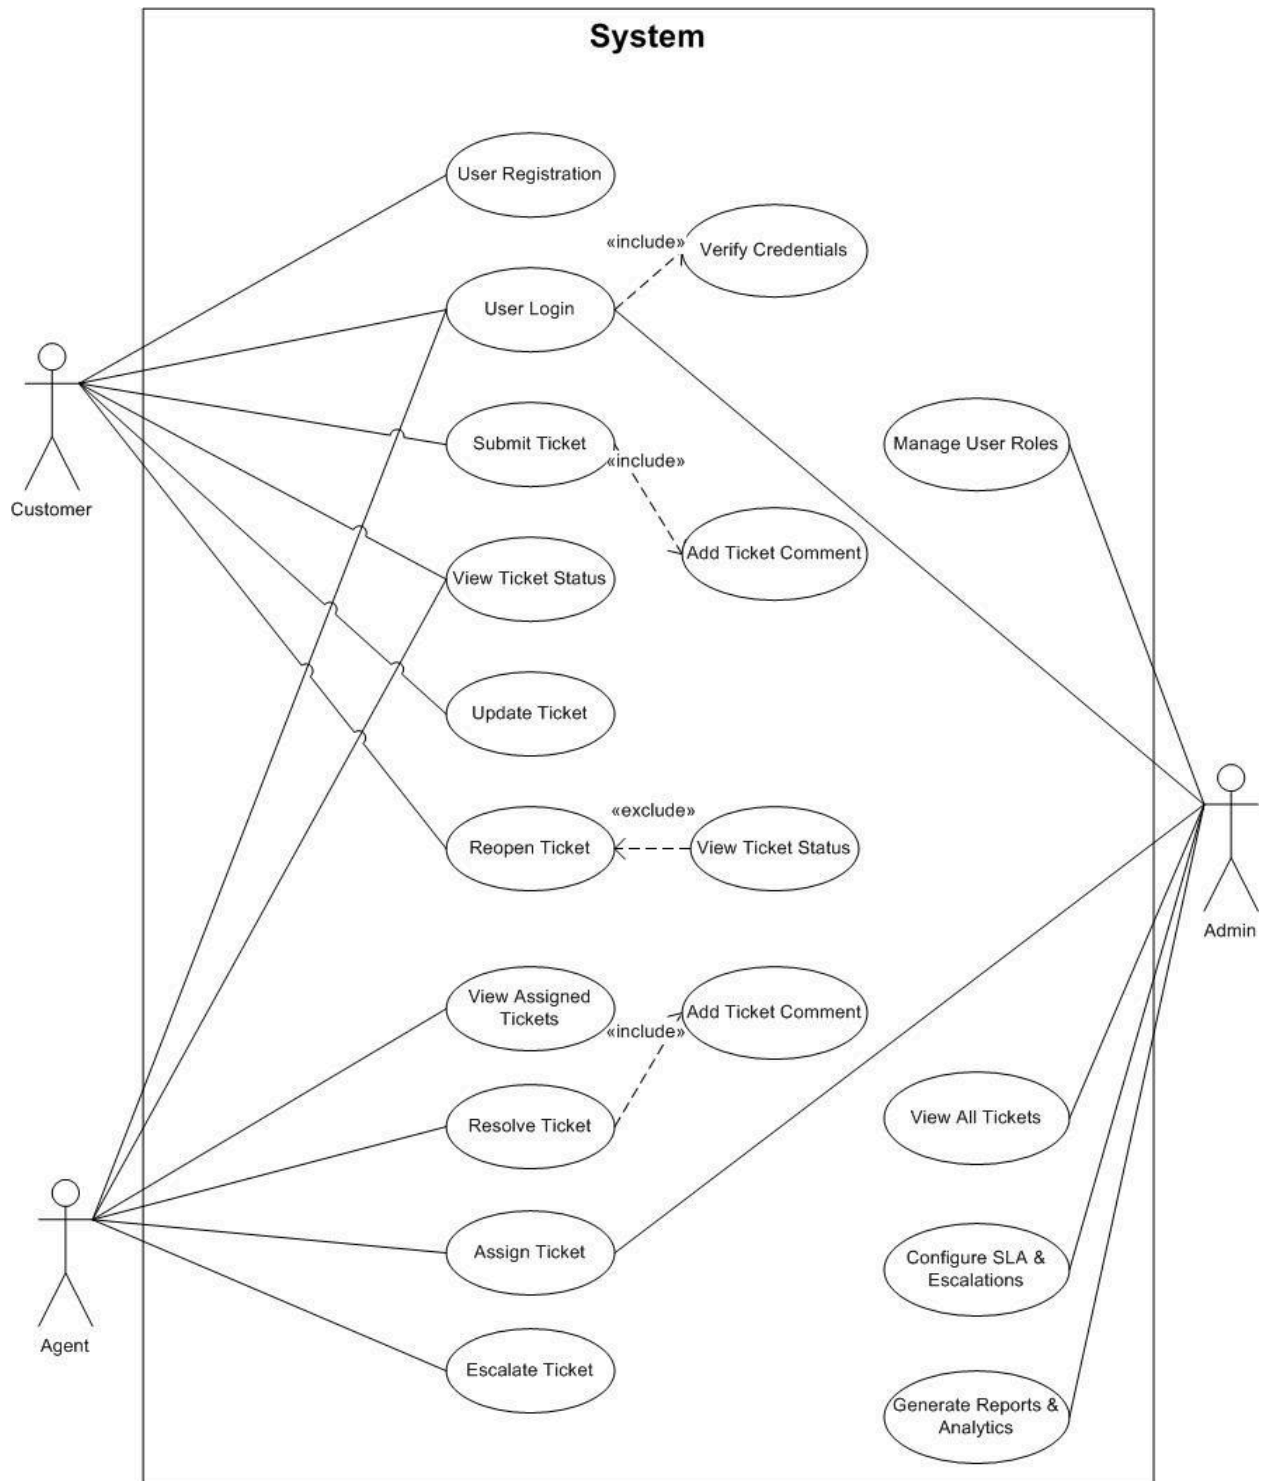 System
User Registration
«include»
Verify Credentials
User Login
Customer
Submit Ticket
«include»
Manage User Roles
Add Ticket Comment
View Ticket Status
Update Ticket
«exclude»
Reopen Ticket
View Ticket Status
Admin
View Assigned
Tickets
Add Ticket Comment
«include»
Resolve Ticket
View All Tickets
Assign Ticket
Configure SLA &
Escalations
Agent
Escalate Ticket
Generate Reports &
Analytics